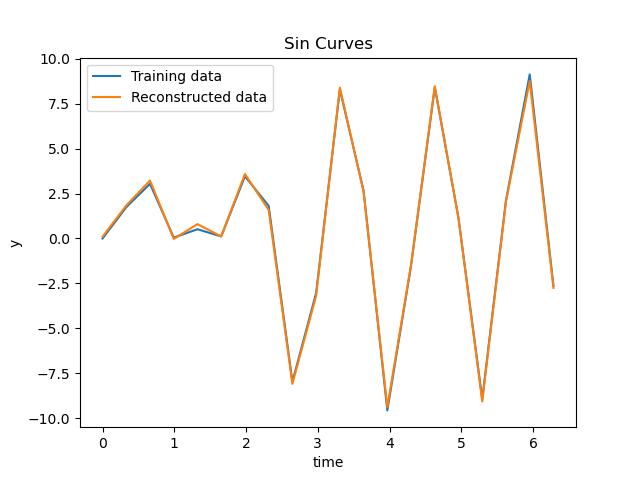 Sin Curves
Training data
Reconstructed data
10.0
7.5
5.0
2.5
0.0
−2.5
−5.0
−7.5
−10.0
y
0 1 2 3 4 5 6
time